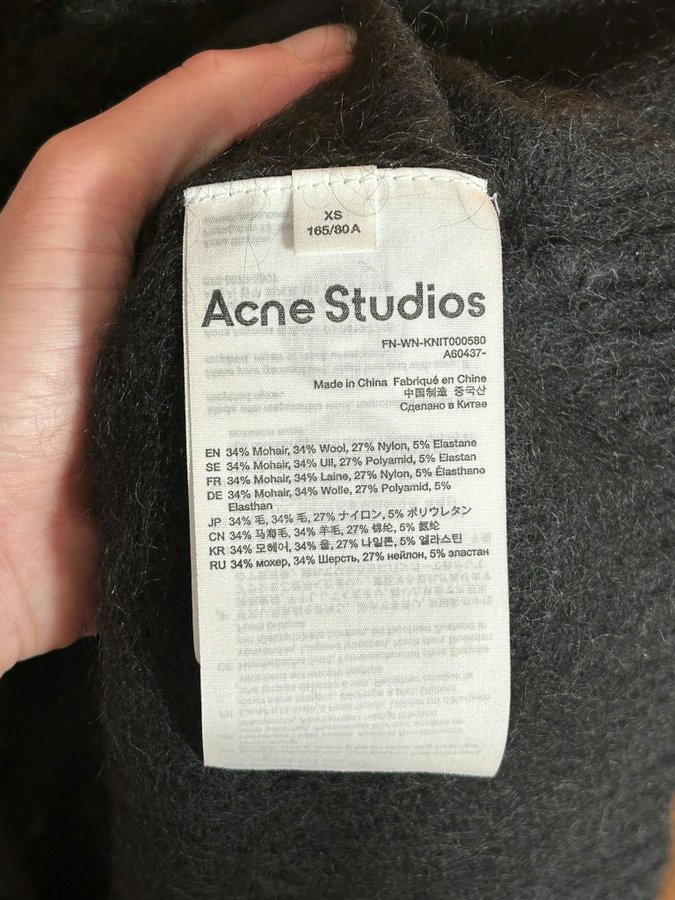 XS
165/80A
Acne Studios
FN-WN-KNIT000580
A60437-
Made in China Fabriqué en Chine
中国制造 중국산
Сделано в Китае
EN 34% Mohair, 34% Wool, 27% Nylon, 5% Elastane
SE 34% Mohair, 34% Ull, 27% Polyamid, 5% Elastan
FR 34% Mohair, 34% Laine, 27% Nylon, 5% Élasthane
DE 34% Mohair, 34% Wolle, 27% Polyamid, 5%
Elasthan
JP 34% 毛, 34% 毛, 27% ナイロン, 5% ポリウレタン
CN 34% 马海毛, 34% 羊毛, 27% 锦纶, 5% 氨纶
KR 34% 모헤어, 34% 울, 27% 나일론, 5% 엘라스틴
RU 34% мохер, 34% Шерсть, 27% нейлон, 5% эластан